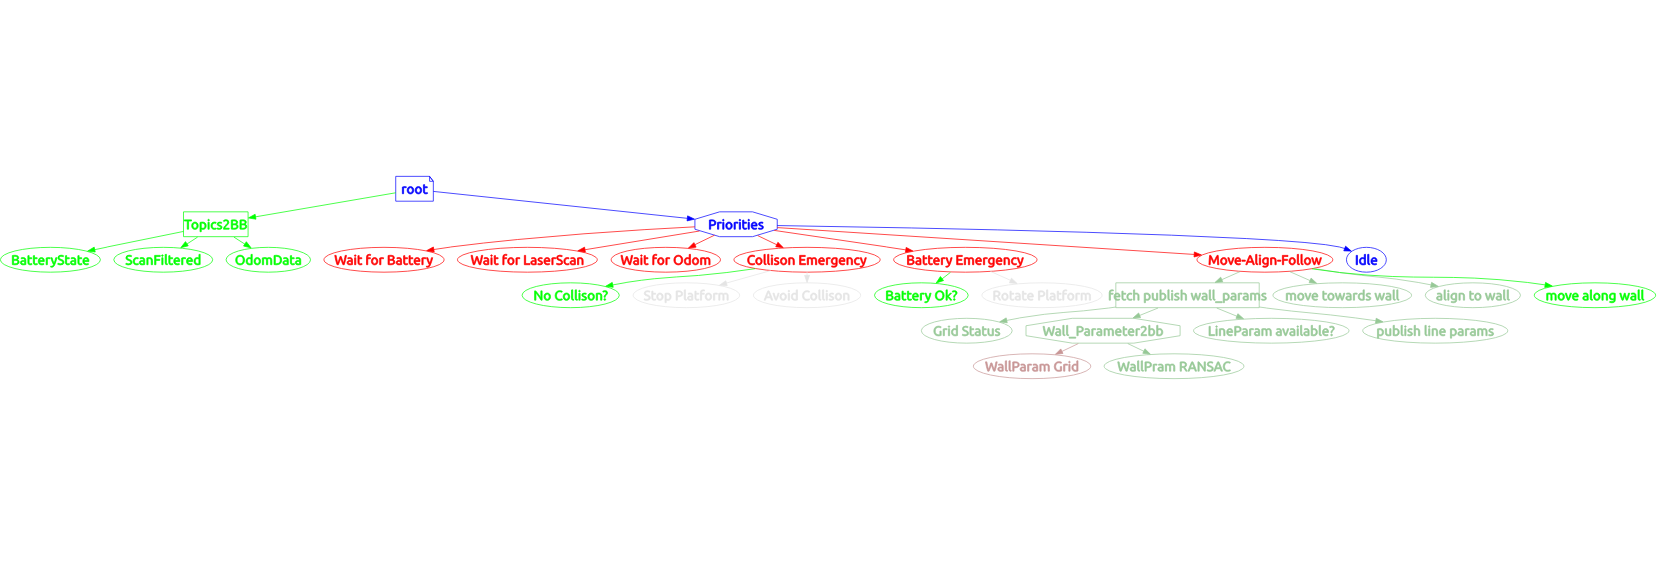 root
Topics2BB
Priorities
BatteryState
ScanFiltered
OdomData
Wait for Battery
Wait for LaserScan
Wait for Odom
Collison Emergency
Battery Emergency
Move-Align-Follow
Idle
No Collison?
Stop Platform
Avoid Collison
Battery Ok?
Rotate Platform
fetch publish wall_params
move towards wall
align to wall
move along wall
Grid Status
Wall_Parameter2bb
LineParam available?
publish line params
WallParam Grid
WallPram RANSAC